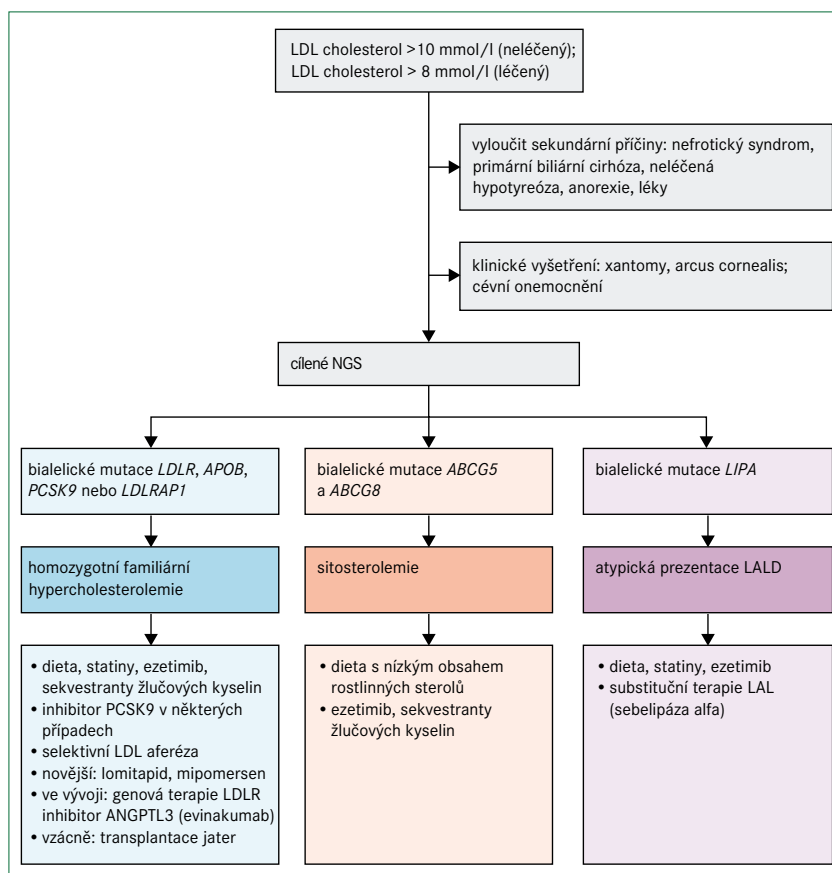 LDL cholesterol >10 mmol/l (neléčený);
LDL cholesterol > 8 mmol/l (léčený)
vyloučit sekundární příčiny: nefrotický syndrom,
primární biliární cirhóza, neléčená
hypotyreóza, anorexie, léky
klinické vyšetření: xantomy, arcus cornealis;
cévní onemocnění
cílené NGS
bialelické mutace LDLR, APOB,
PCSK9 nebo LDLRAP1
homozygotní familiární
hypercholesterolemie
• dieta, statiny, ezetimib,
sekvestranty žlučových kyselin
• inhibitor PCSK9 v některých
případech
• selektivní LDL aferéza
• novější: lomitapid, mipomersen
• ve vývoji: genová terapie LDLR
inhibitor ANGPTL3 (evinakumab)
• vzácně: transplantace jater
bialelické mutace ABCG5
a ABCG8
sitosterolemie
• dieta s nízkým obsahem
rostlinných sterolů
• ezetimib, sekvestranty
žlučových kyselin
bialelické mutace LIPA
atypická prezentace LALD
• dieta, statiny, ezetimib
• substituční terapie LAL
(sebelipáza alfa)